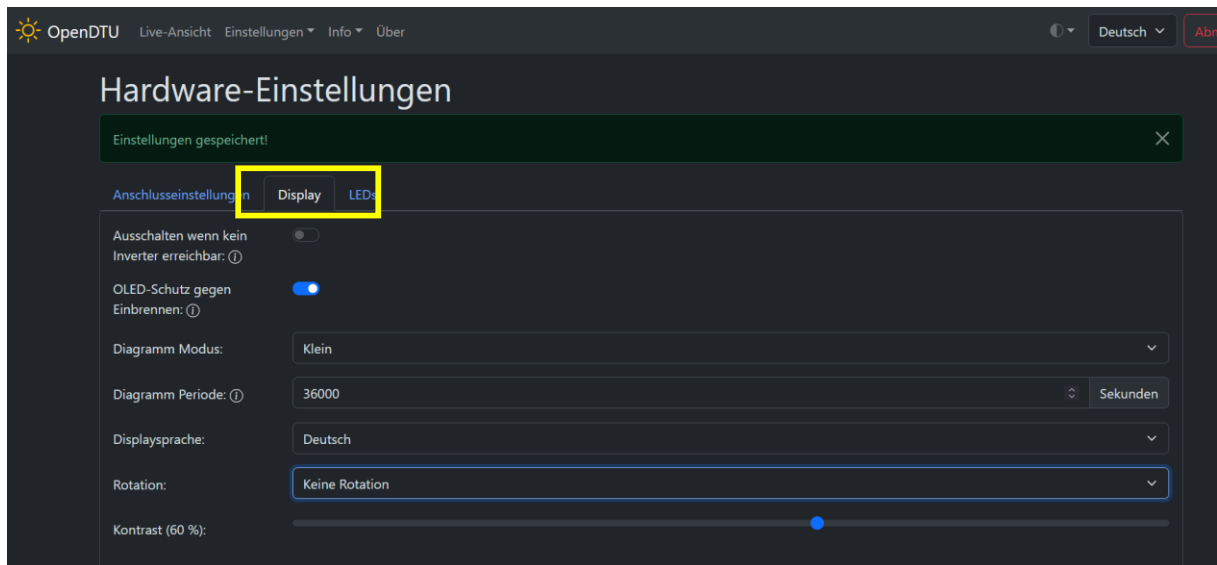 OpenDTU Live-Ansicht Einstellungen Info Über Deutsch
Hardware-Einstellungen
Einstellungen gespeichert!
Anschlusseinstellungen Display LEDs
Ausschalten wenn kein
Inverter erreichbar:
OLED-Schutz gegen
Einbrennen:
Diagramm Modus: Klein
Diagramm Periode: 36000 Sekunden
Displaysprache: Deutsch
Rotation: Keine Rotation
Kontrast (60 %):